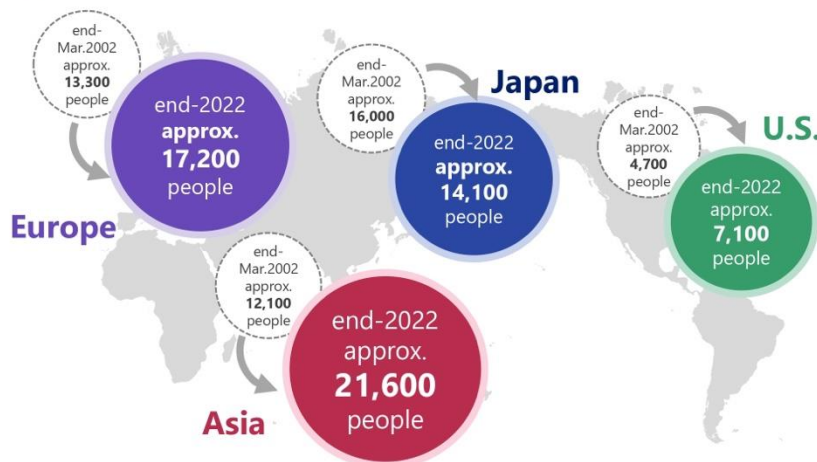 end-
Mar.2002
approx.
13,300
people
end-2022
approx.
17,200
people
Europe
end-
Mar.2002
approx.
16,000
people
Japan
end-2022
approx.
14,100
people
end-
Mar.2002
approx.
4,700
people
U.S.
end-2022
approx.
7,100
people
end-
Mar.2002
approx.
12,100
people
end-2022
approx.
21,600
people
Asia